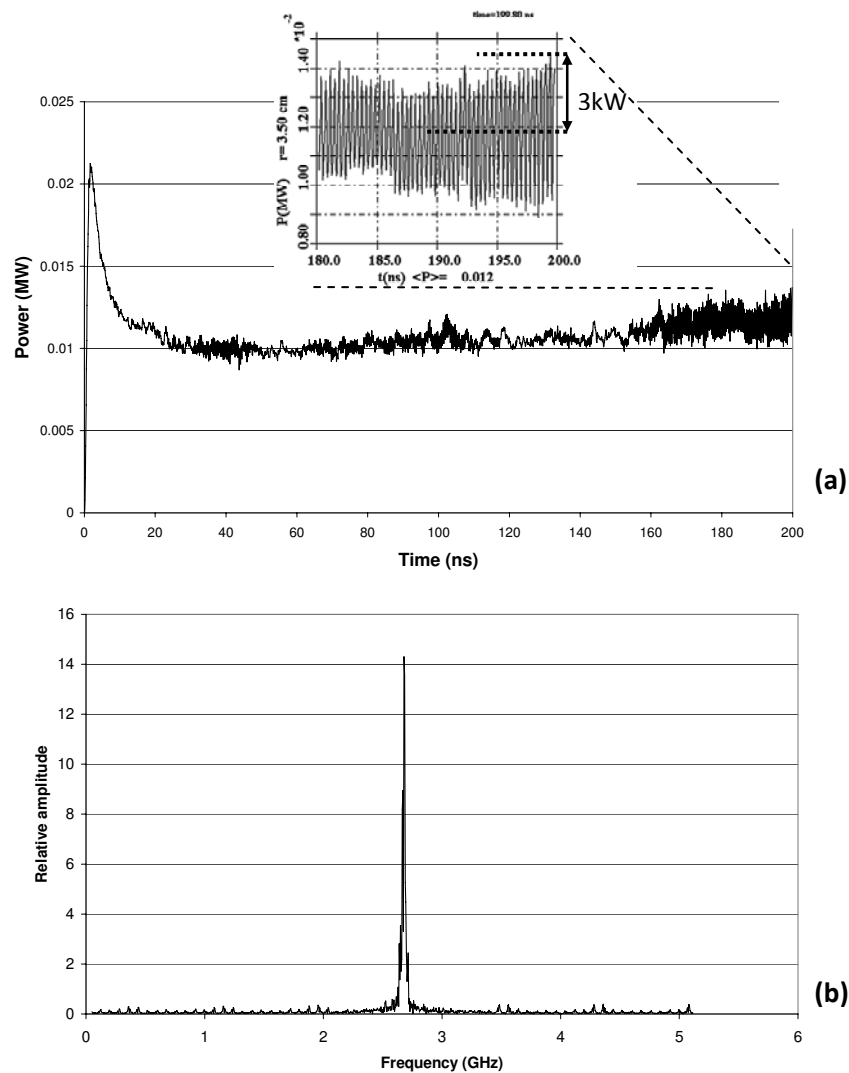 time=199.80 ns
*10⁻²
1.40
1.20
1.00
0.80
P(MW) r= 3.50 cm
3kW
180.0 185.0 190.0 195.0 200.0
t(ns) <P>= 0.012
0.025
0.02
0.015
0.01
0.005
0
Power (MW)
0 20 40 60 80 100 120 140 160 180 200
Time (ns)
(a)
16
14
12
10
8
6
4
2
0
Relative amplitude
0 1 2 3 4 5 6
Frequency (GHz)
(b)